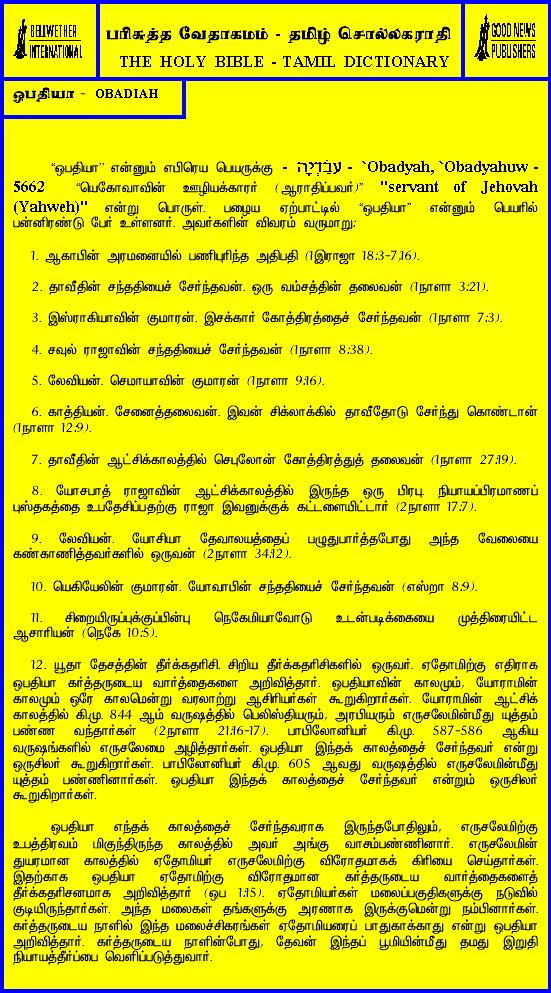 BELLWETHER
INTERNATIONAL
பரிசுத்த வேதாகமம் - தமிழ் சொல்லகராதி
THE HOLY BIBLE - TAMIL DICTIONARY
GOOD NEWS
PUBLISHERS
ஒபதியா - OBADIAH
“ஒபதியா” என்னும் எபிரெய பெயருக்கு - עֹבַדְיָה - `Obadyah, `Obadyahuw -
5662 “யெகோவாவின் ஊழியக்காரர் (ஆராதிப்பவர்)” "servant of Jehovah
(Yahweh)" என்று பொருள். பழைய ஏற்பாட்டில் “ஒபதியா” என்னும் பெயரில்
பன்னிரண்டு பேர் உள்ளனர். அவர்களின் விவரம் வருமாறு:
1. ஆகாபின் அரமனையில் பணிபுரிந்த அதிபதி (1இராஜா 18:3-7,16).
2. தாவீதின் சந்ததியைச் சேர்ந்தவன். ஒரு வம்சத்தின் தலைவன் (1நாளா 3:21).
3. இஸ்ராகியாவின் குமாரன். இசக்கார் கோத்திரத்தைச் சேர்ந்தவன் (1நாளா 7:3).
4. சவுல் ராஜாவின் சந்ததியைச் சேர்ந்தவன் (1நாளா 8:38).
5. லேவியன். செமாயாவின் குமாரன் (1நாளா 9:16).
6. காத்தியன். சேனைத்தலைவன். இவன் சிக்லாக்கில் தாவீதோடு சேர்ந்து கொண்டான்
(1நாளா 12:9).
7. தாவீதின் ஆட்சிக்காலத்தில் செபுலோன் கோத்திரத்துத் தலைவன் (1நாளா 27:19).
8. யோசபாத் ராஜாவின் ஆட்சிக்காலத்தில் இருந்த ஒரு பிரபு. நியாயப்பிரமாணப்
புஸ்தகத்தை உபதேசிப்பதற்கு ராஜா இவனுக்குக் கட்டளையிட்டார் (2நாளா 17:7).
9. லேவியன். யோசியா தேவாலயத்தைப் பழுதுபார்த்தபோது அந்த வேலையை
கண்காணித்தவர்களில் ஒருவன் (2நாளா 34:12).
10. யெகியேலின் குமாரன். யோவாபின் சந்ததியைச் சேர்ந்தவன் (எஸ்றா 8:9).
11. சிறையிருப்புக்குப்பின்பு நெகேமியாவோடு உடன்படிக்கையை முத்திரையிட்ட
ஆசாரியன் (நெகே 10:5).
12. யூதா தேசத்தின் தீர்க்கதரிசி. சிறிய தீர்க்கதரிசிகளில் ஒருவர். ஏதோமிற்கு எதிராக
ஒபதியா கர்த்தருடைய வார்த்தைகளை அறிவித்தார். ஒபதியாவின் காலமும், யோராமின்
காலமும் ஒரே காலமென்று வரலாற்று ஆசிரியர்கள் கூறுகிறார்கள். யோராமின் ஆட்சிக்
காலத்தில் கி.மு. 844 ஆம் வருஷத்தில் பெலிஸ்தியரும், அரபியரும் எருசலேமின்மீது யுத்தம்
பண்ண வந்தார்கள் (2நாளா 21:16-17). பாபிலோனியர் கி.மு. 587-586 ஆகிய
வருஷங்களில் எருசலேமை அழித்தார்கள். ஒபதியா இந்தக் காலத்தைச் சேர்ந்தவர் என்று
ஒருசிலர் கூறுகிறார்கள். பாபிலோனியர் கி.மு. 605 ஆவது வருஷத்தில் எருசலேமின்மீது
யுத்தம் பண்ணினார்கள். ஒபதியா இந்தக் காலத்தைச் சேர்ந்தவர் என்றும் ஒருசிலர்
கூறுகிறார்கள்.
ஒபதியா எந்தக் காலத்தைச் சேர்ந்தவராக இருந்தபோதிலும், எருசலேமிற்கு
உபத்திரவம் மிகுந்திருந்த காலத்தில் அவர் அங்கு வாசம்பண்ணினார். எருசலேமின்
துயரமான காலத்தில் ஏதோமியர் எருசலேமிற்கு விரோதமாகக் கிரியை செய்தார்கள்.
இதற்காக ஒபதியா ஏதோமிற்கு விரோதமான கர்த்தருடைய வார்த்தைகளைத்
தீர்க்கதரிசனமாக அறிவித்தார் (ஒப 1:15). ஏதோமியர்கள் மலைப்பகுதிகளுக்கு நடுவில்
குடியிருந்தார்கள். அந்த மலைகள் தங்களுக்கு அரணாக இருக்குமென்று நம்பினார்கள்.
கர்த்தருடைய நாளில் இந்த மலைச்சிகரங்கள் ஏதோமியரைப் பாதுகாக்காது என்று ஒபதியா
அறிவித்தார். கர்த்தருடைய நாளின்போது, தேவன் இந்தப் பூமியின்மீது தமது இறுதி
நியாயத்தீர்ப்பை வெளிப்படுத்துவார்.